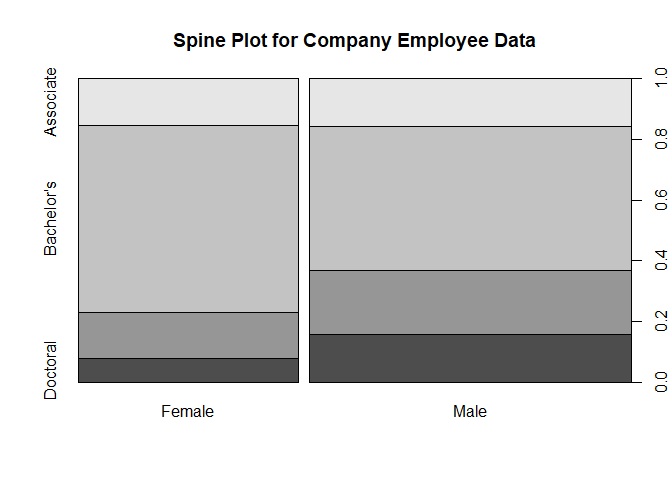 Spine Plot for Company Employee Data
Associate
Bachelor's
Doctoral
1.0
0.8
0.6
0.4
0.2
0.0
Female
Male